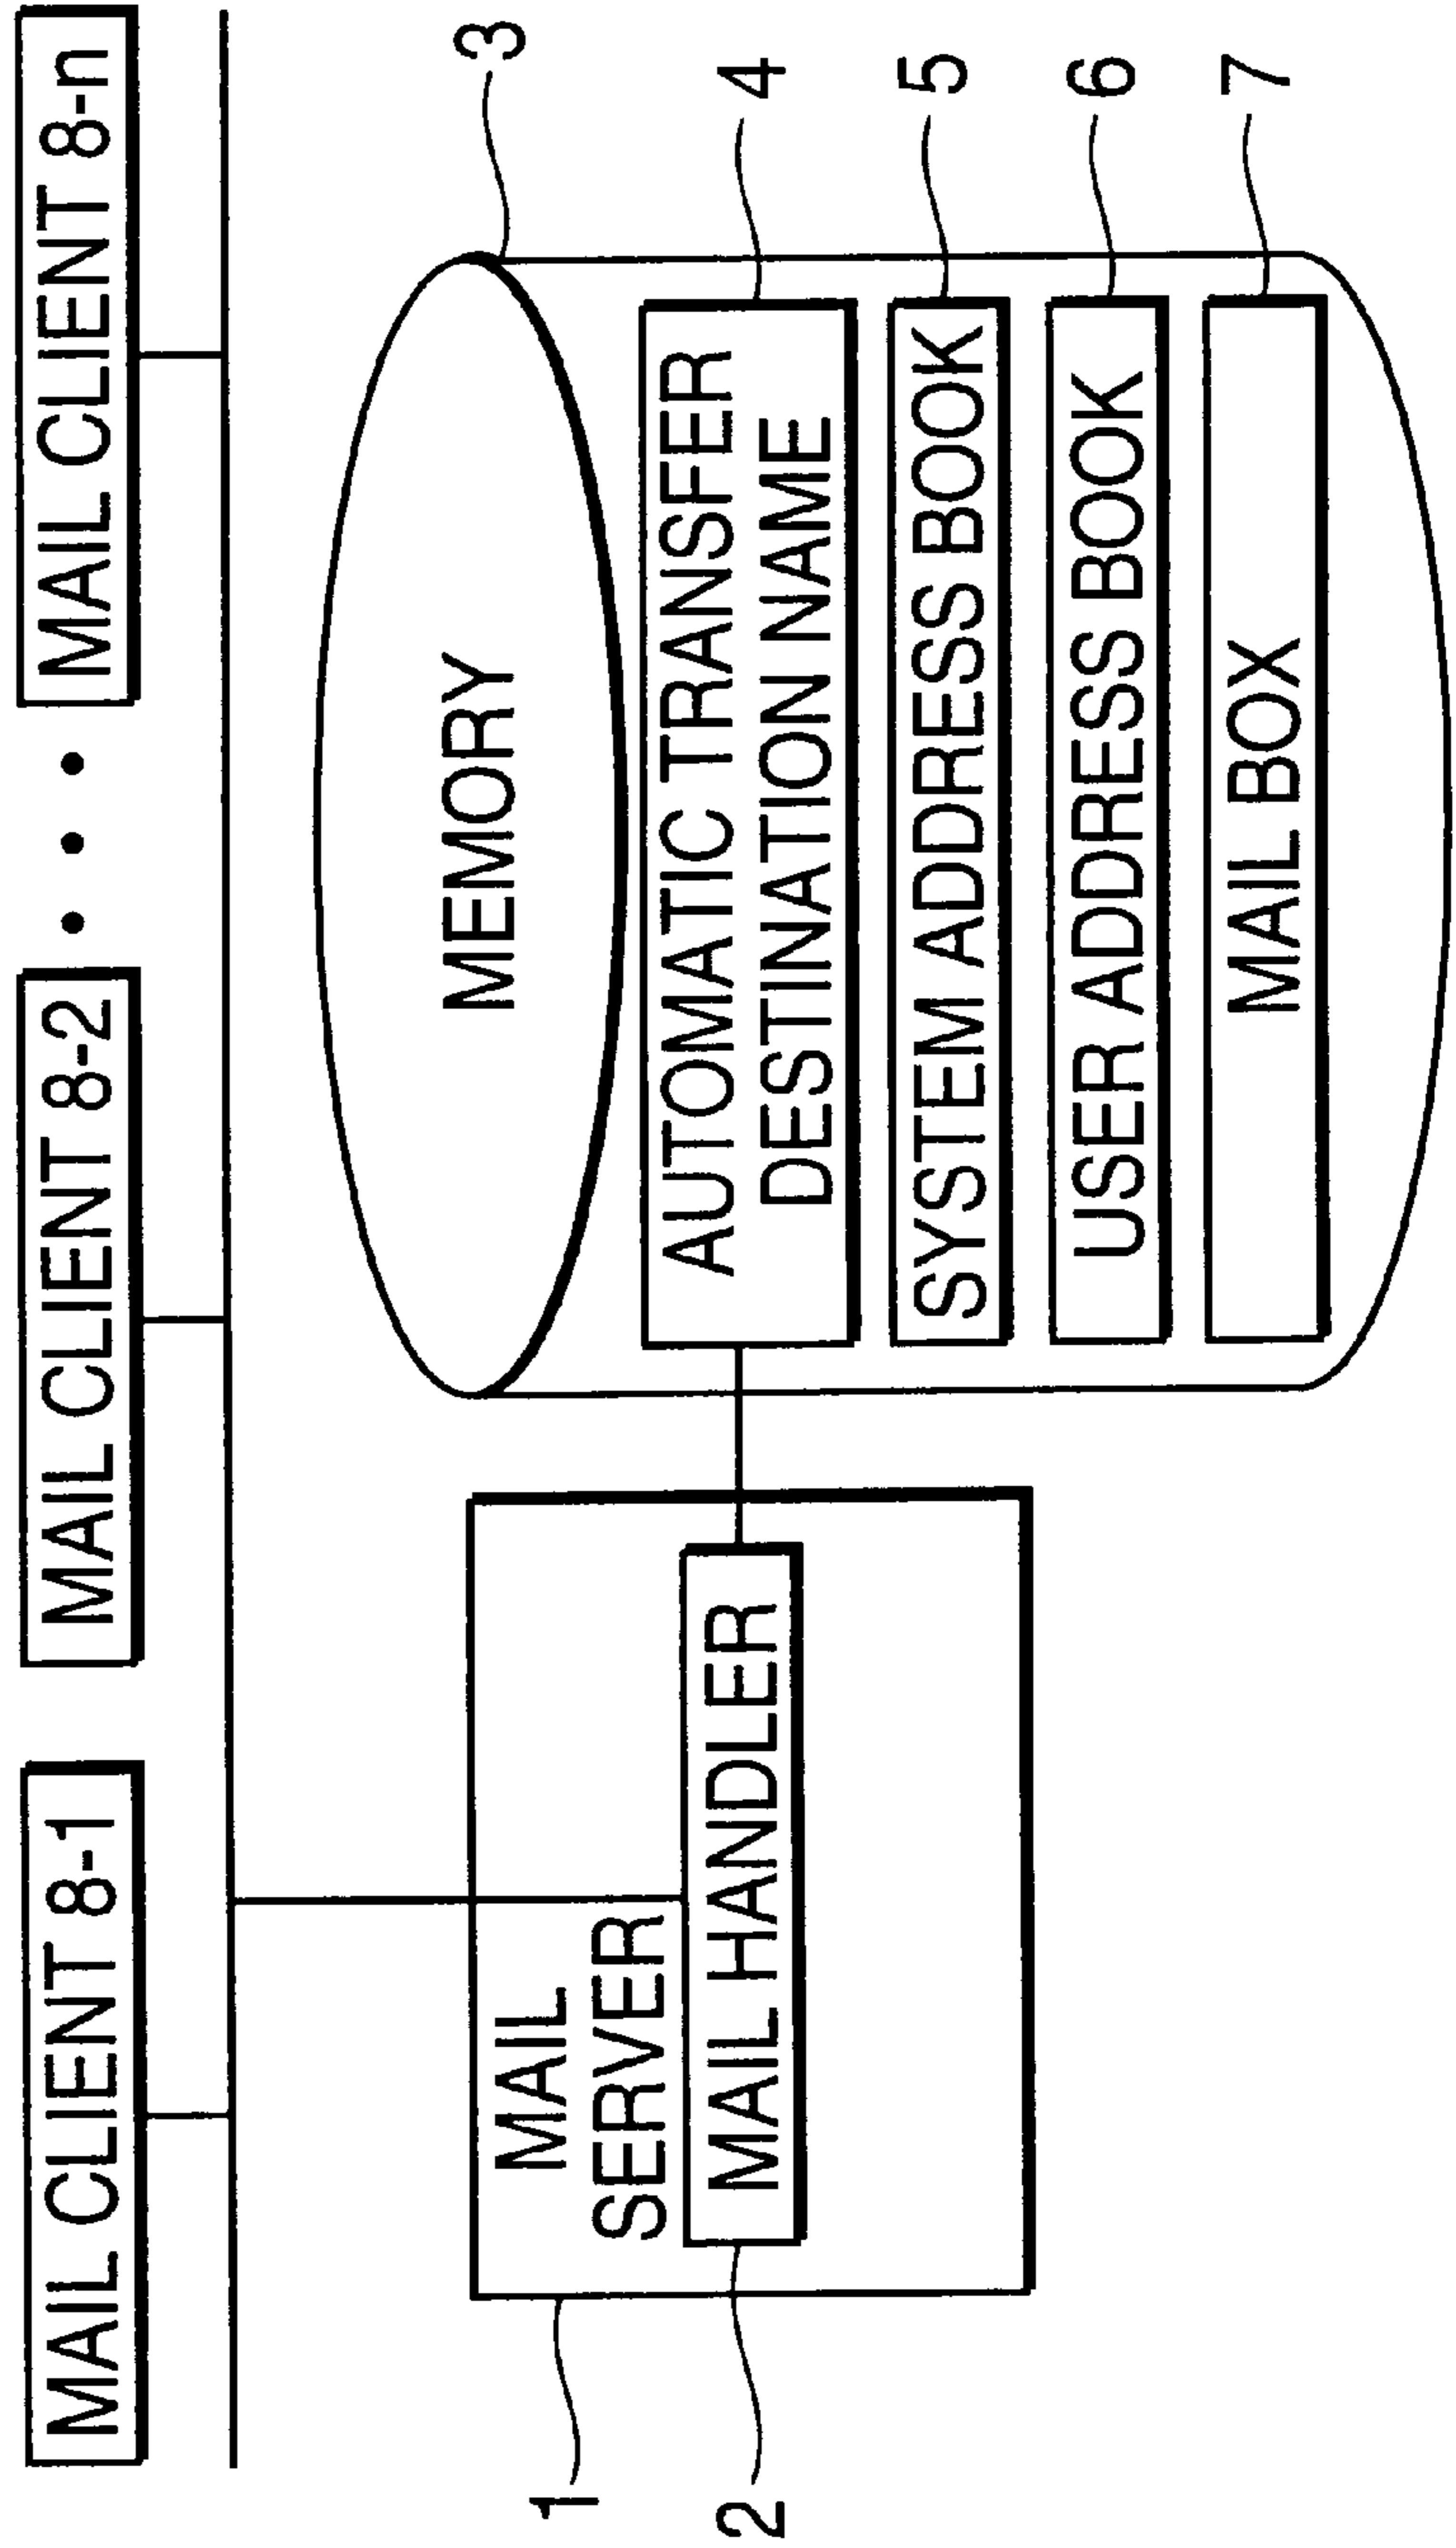 MAIL CLIENT 8-1
MAIL CLIENT 8-2
• • •
MAIL CLIENT 8-n
1
MAIL
SERVER
2
MAIL HANDLER
MEMORY
3
AUTOMATIC TRANSFER
DESTINATION NAME
4
SYSTEM ADDRESS BOOK
5
USER ADDRESS BOOK
6
MAIL BOX
7